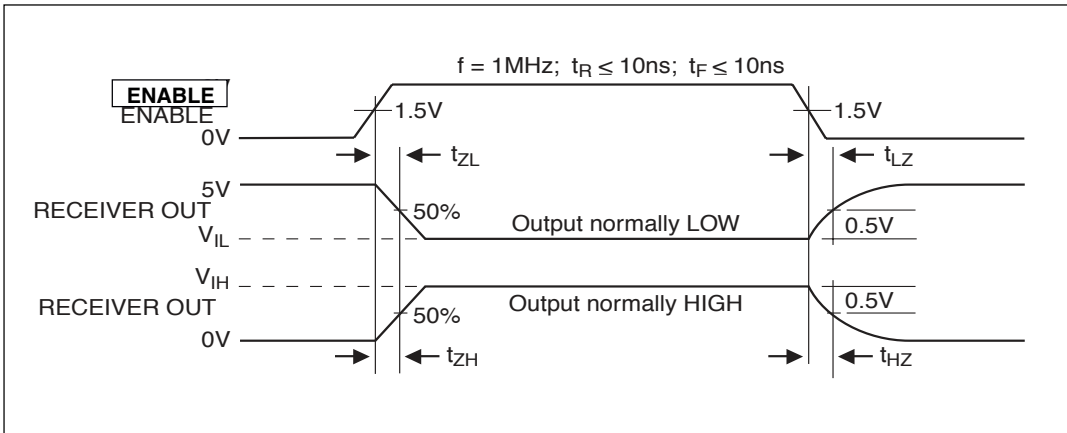 f = 1MHz; tR ≤ 10ns; tF ≤ 10ns
ENABLE
ENABLE
1.5V
1.5V
0V
tZL
tLZ
5V
RECEIVER OUT
50%
Output normally LOW
0.5V
VIL
VIH
RECEIVER OUT
50%
Output normally HIGH
0.5V
0V
tZH
tHZ